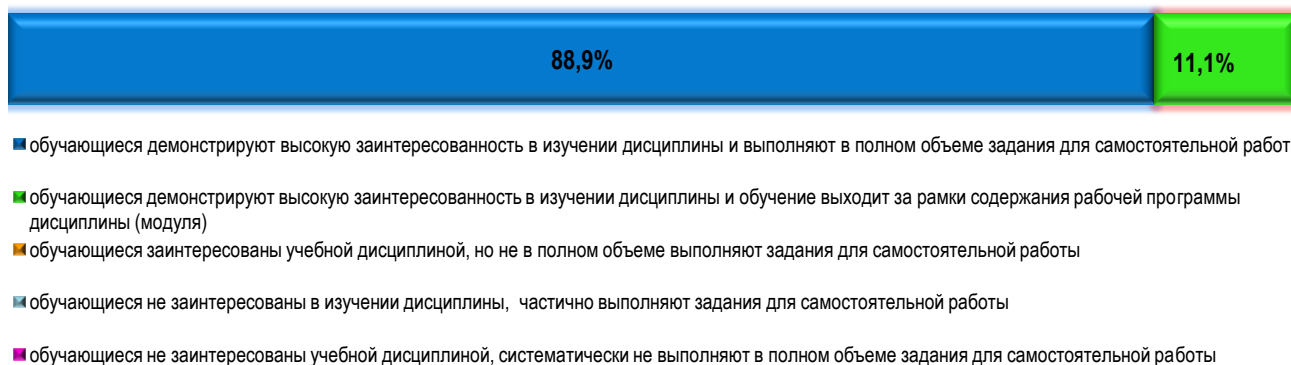 88,9%
11,1%
обучающиеся демонстрируют высокую заинтересованность в изучении дисциплины и выполняют в полном объеме задания для самостоятельной работ
обучающиеся демонстрируют высокую заинтересованность в изучении дисциплины и обучение выходит за рамки содержания рабочей программы
дисциплины (модуля)
обучающиеся заинтересованы учебной дисциплиной, но не в полном объеме выполняют задания для самостоятельной работы
обучающиеся не заинтересованы в изучении дисциплины, частично выполняют задания для самостоятельной работы
обучающиеся не заинтересованы учебной дисциплиной, систематически не выполняют в полном объеме задания для самостоятельной работы